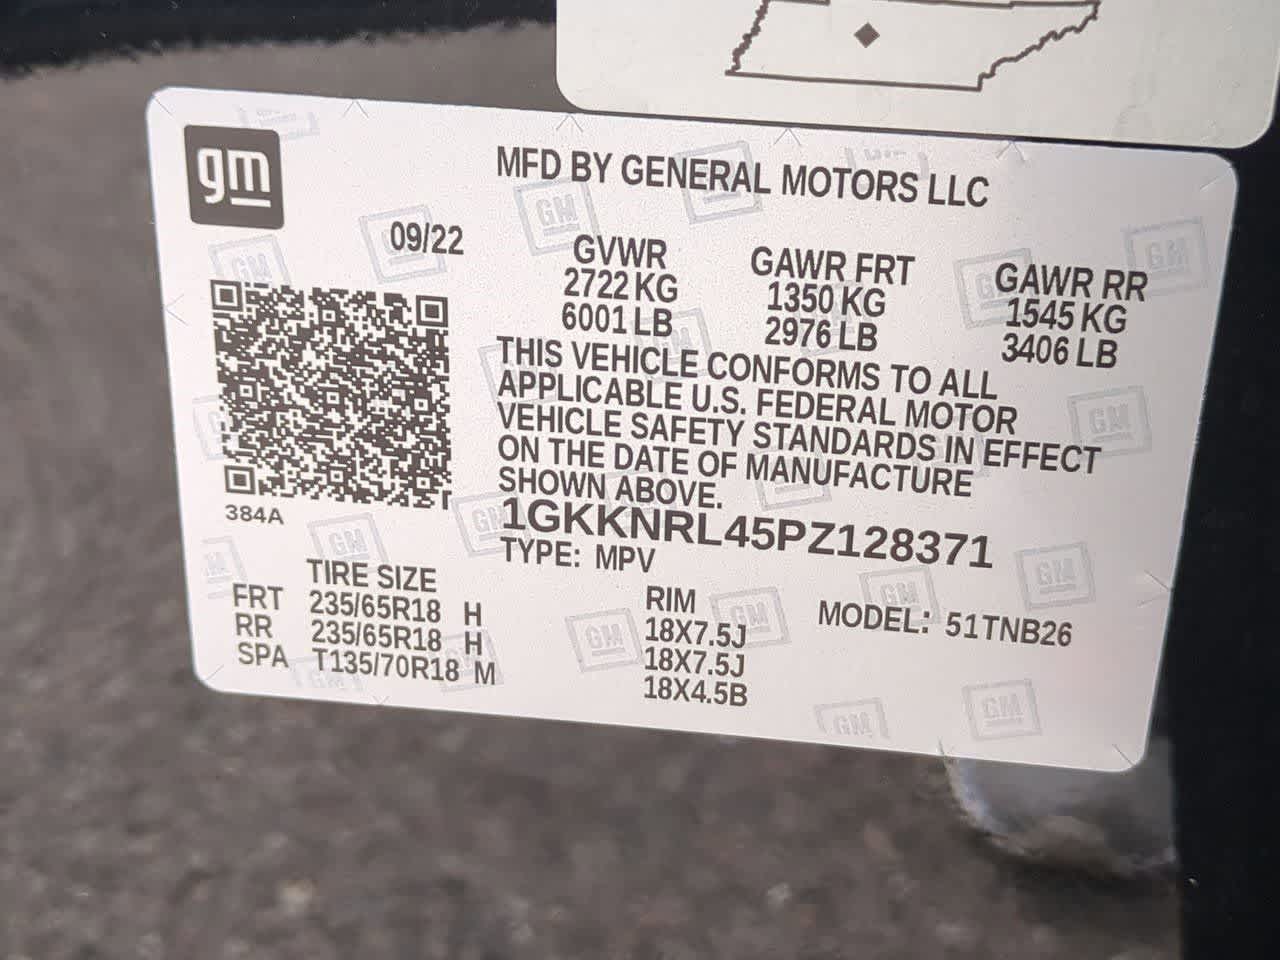 gm
MFD BY GENERAL MOTORS LLC
09/22
GVWR GAWR FRT GAWR RR
2722 KG 1350 KG 1545 KG
6001 LB 2976 LB 3406 LB
THIS VEHICLE CONFORMS TO ALL
APPLICABLE U.S. FEDERAL MOTOR
VEHICLE SAFETY STANDARDS IN EFFECT
ON THE DATE OF MANUFACTURE
SHOWN ABOVE.
384A
1GKKNRL45PZ128371
TYPE: MPV
TIRE SIZE RIM
FRT 235/65R18 H 18X7.5J
RR 235/65R18 H 18X7.5J
SPA T135/70R18 M 18X4.5B
MODEL: 51TNB26